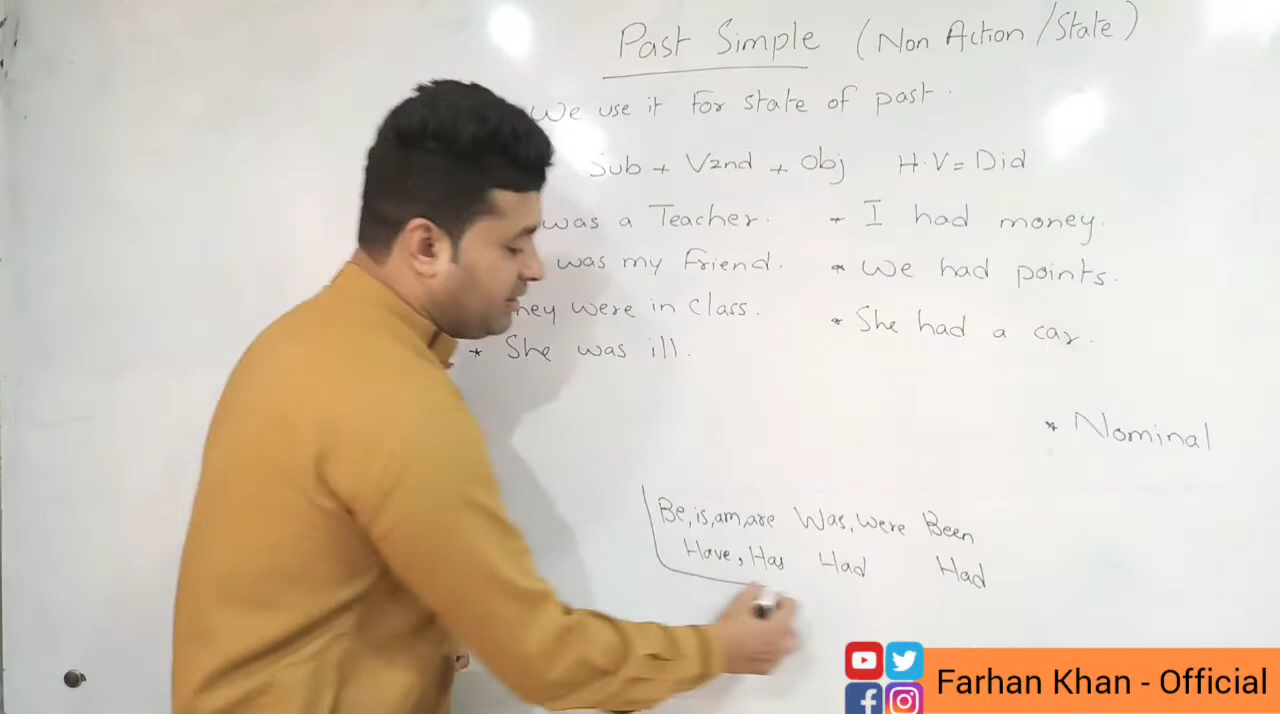 Past Simple (Non Action/State)
We use it for state of past.
Sub + V2nd + Obj H.V = Did
was a Teacher.
* I had money.
was my friend.
* We had points.
hey were in class.
* She had a car.
* She was ill.
* Nominal
Be, is, am, are Was, were Been
Have, Has Had Had
Farhan Khan - Official